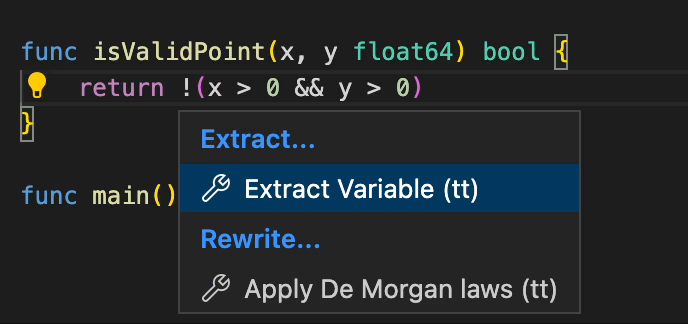 func isValidPoint(x, y float64) bool {
return !(x > 0 && y > 0)
}
Extract...
Extract Variable (tt)
func main()
Rewrite...
Apply De Morgan laws (tt)